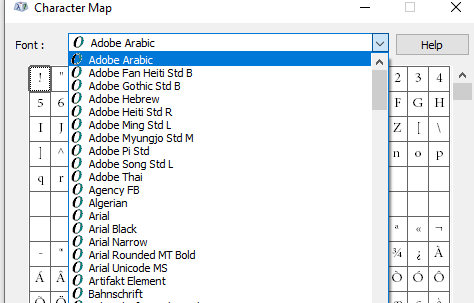 Character Map
Font :
Adobe Arabic
Help
Adobe Arabic
Adobe Fan Heiti Std B
Adobe Gothic Std B
Adobe Hebrew
Adobe Heiti Std R
Adobe Ming Std L
Adobe Myungjo Std M
Adobe Pi Std
Adobe Song Std L
Adobe Thai
Agency FB
Algerian
Arial
Arial Black
Arial Narrow
Arial Rounded MT Bold
Arial Unicode MS
Artifakt Element
Bahnschrift
! " 2 3 4
5 6 F G H
I J Z [ \
] ^ n o p
q r
ª « ¬
- ¾ ¿ À
Á Â Ò Ó Ô